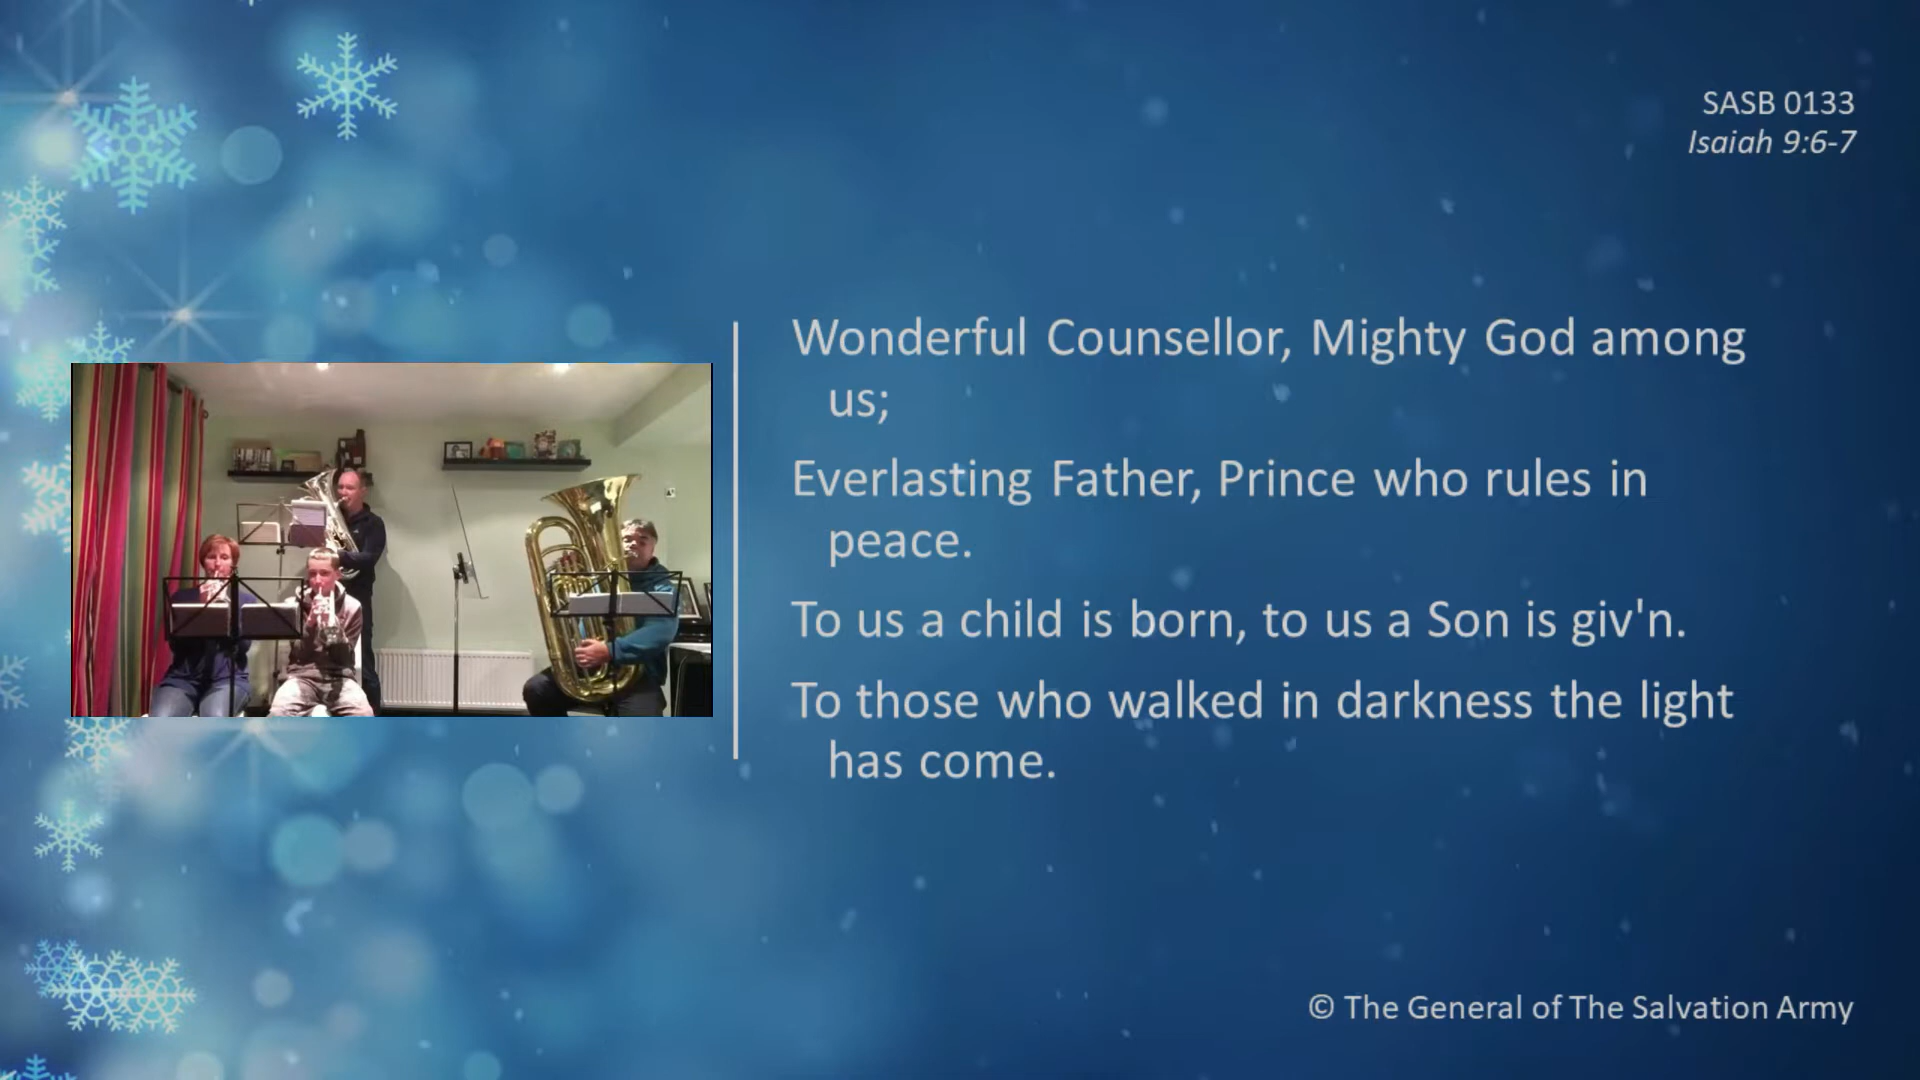 SASB 0133
Isaiah 9:6-7
Wonderful Counsellor, Mighty God among
us;
Everlasting Father, Prince who rules in
peace.
To us a child is born, to us a Son is giv'n.
To those who walked in darkness the light
has come.
© The General of The Salvation Army